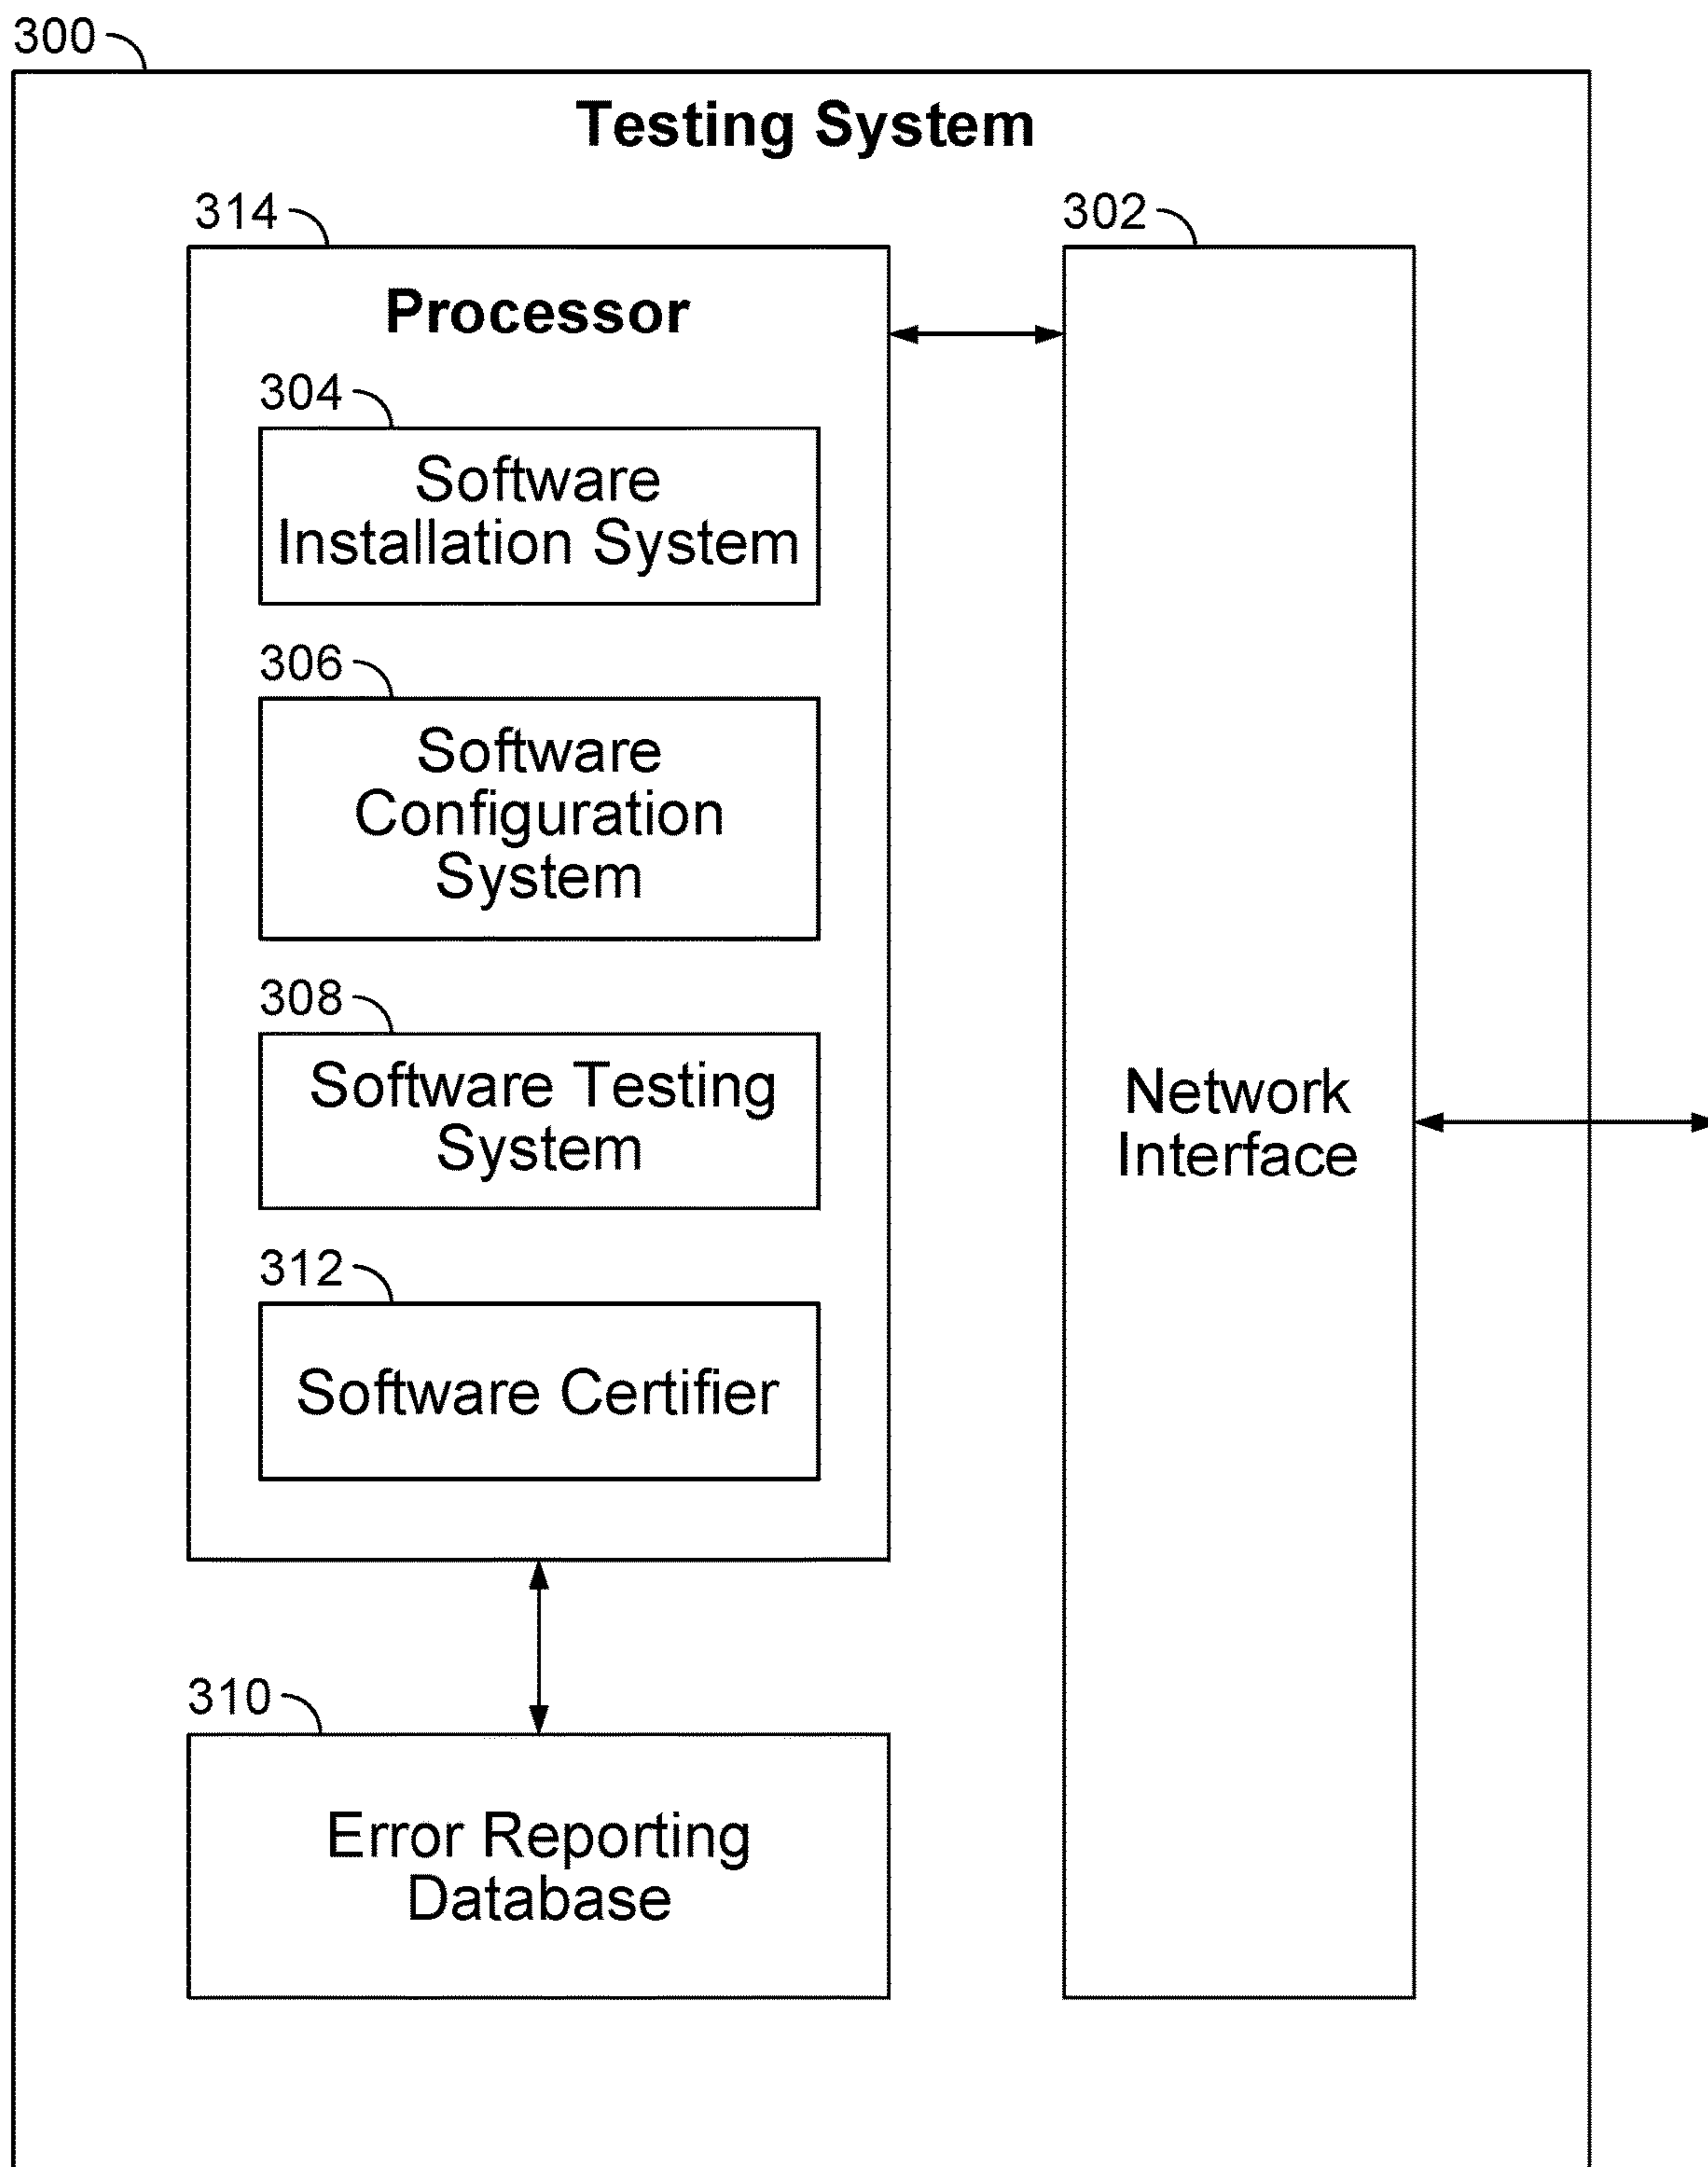 300
Testing System
314
302
Processor
304
Software
Installation System
306
Software
Configuration
System
308
Software Testing
System
Network
Interface
312
Software Certifier
310
Error Reporting
Database